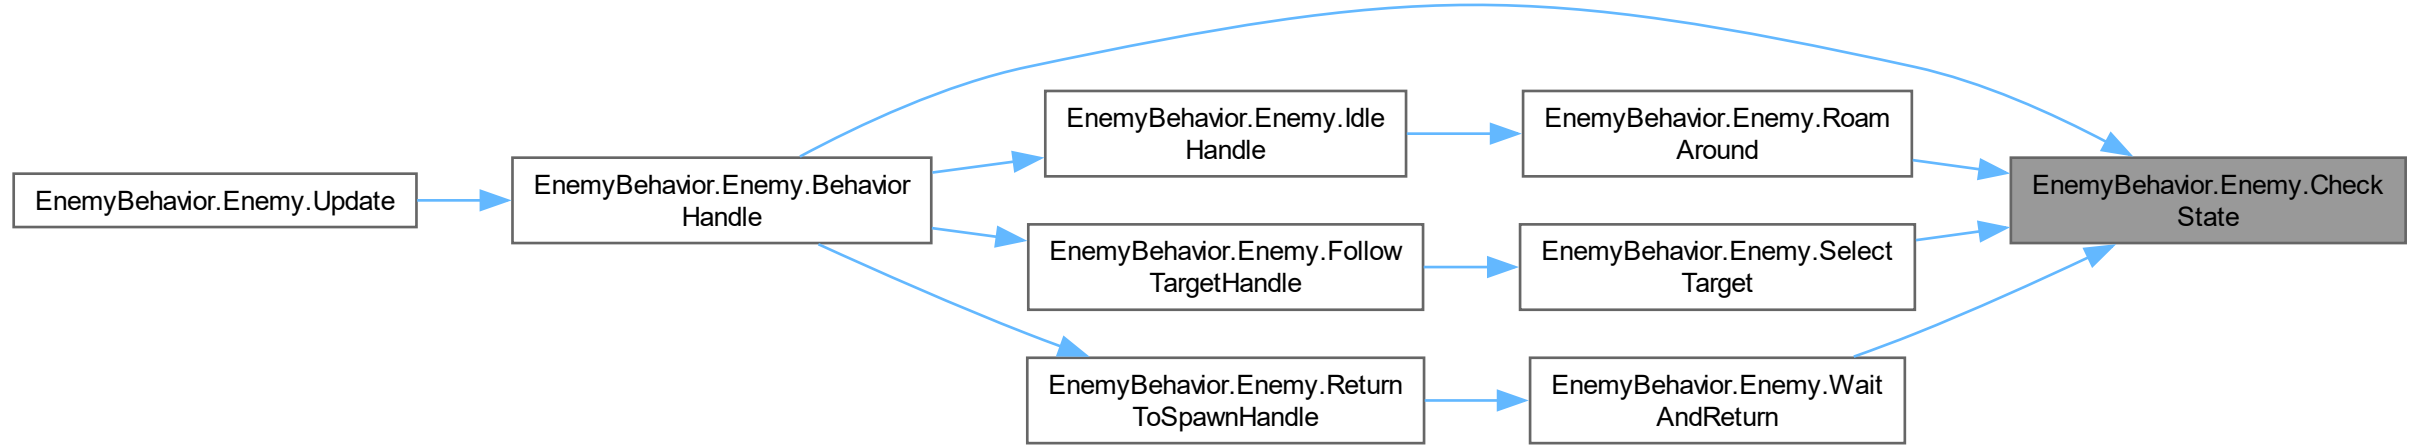 EnemyBehavior.Enemy.Update
EnemyBehavior.Enemy.Behavior
Handle
EnemyBehavior.Enemy.Idle
Handle
EnemyBehavior.Enemy.Roam
Around
EnemyBehavior.Enemy.Follow
TargetHandle
EnemyBehavior.Enemy.Select
Target
EnemyBehavior.Enemy.Return
ToSpawnHandle
EnemyBehavior.Enemy.Wait
AndReturn
EnemyBehavior.Enemy.Check
State